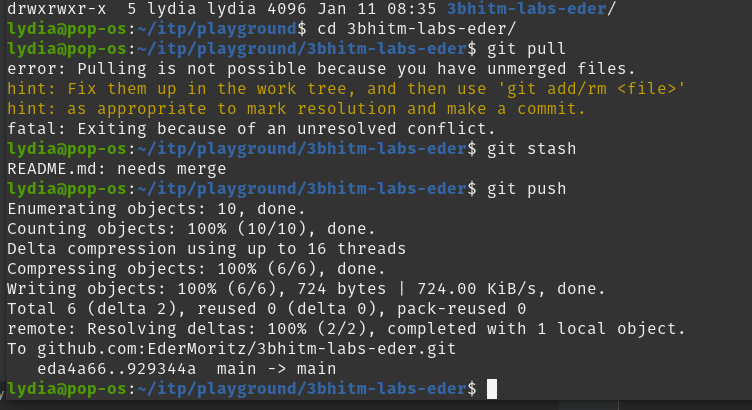 drwxrwxr-x  5 lydia lydia 4096 Jan 11 08:35 3bhitm-labs-eder/
lydia@pop-os:~/itp/playground$ cd 3bhitm-labs-eder/
lydia@pop-os:~/itp/playground/3bhitm-labs-eder$ git pull
error: Pulling is not possible because you have unmerged files.
hint: Fix them up in the work tree, and then use 'git add/rm <file>'
hint: as appropriate to mark resolution and make a commit.
fatal: Exiting because of an unresolved conflict.
lydia@pop-os:~/itp/playground/3bhitm-labs-eder$ git stash
README.md: needs merge
lydia@pop-os:~/itp/playground/3bhitm-labs-eder$ git push
Enumerating objects: 10, done.
Counting objects: 100% (10/10), done.
Delta compression using up to 16 threads
Compressing objects: 100% (6/6), done.
Writing objects: 100% (6/6), 724 bytes | 724.00 KiB/s, done.
Total 6 (delta 2), reused 0 (delta 0), pack-reused 0
remote: Resolving deltas: 100% (2/2), completed with 1 local object.
To github.com:EderMoritz/3bhitm-labs-eder.git
   eda4a66..929344a  main -> main
lydia@pop-os:~/itp/playground/3bhitm-labs-eder$